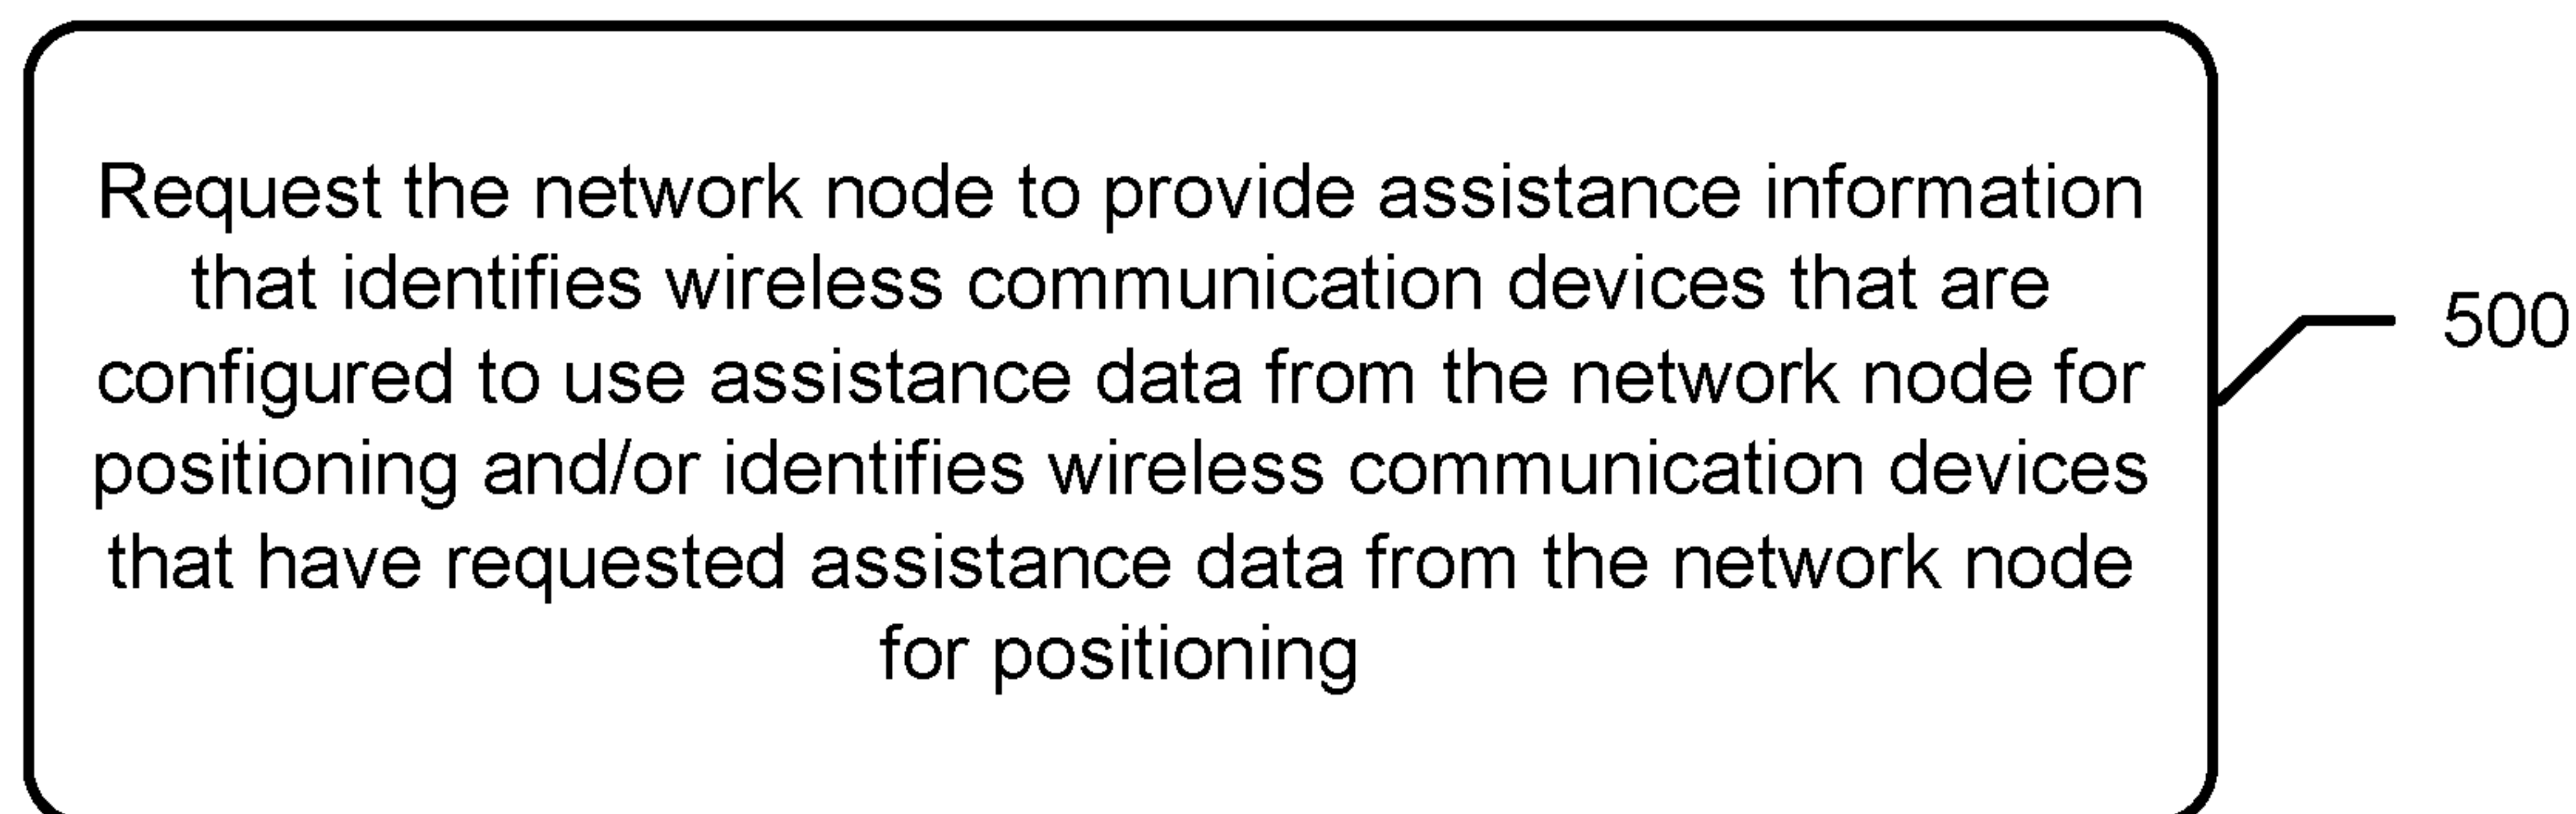 Request the network node to provide assistance information
that identifies wireless communication devices that are
configured to use assistance data from the network node for
positioning and/or identifies wireless communication devices
that have requested assistance data from the network node
for positioning
500